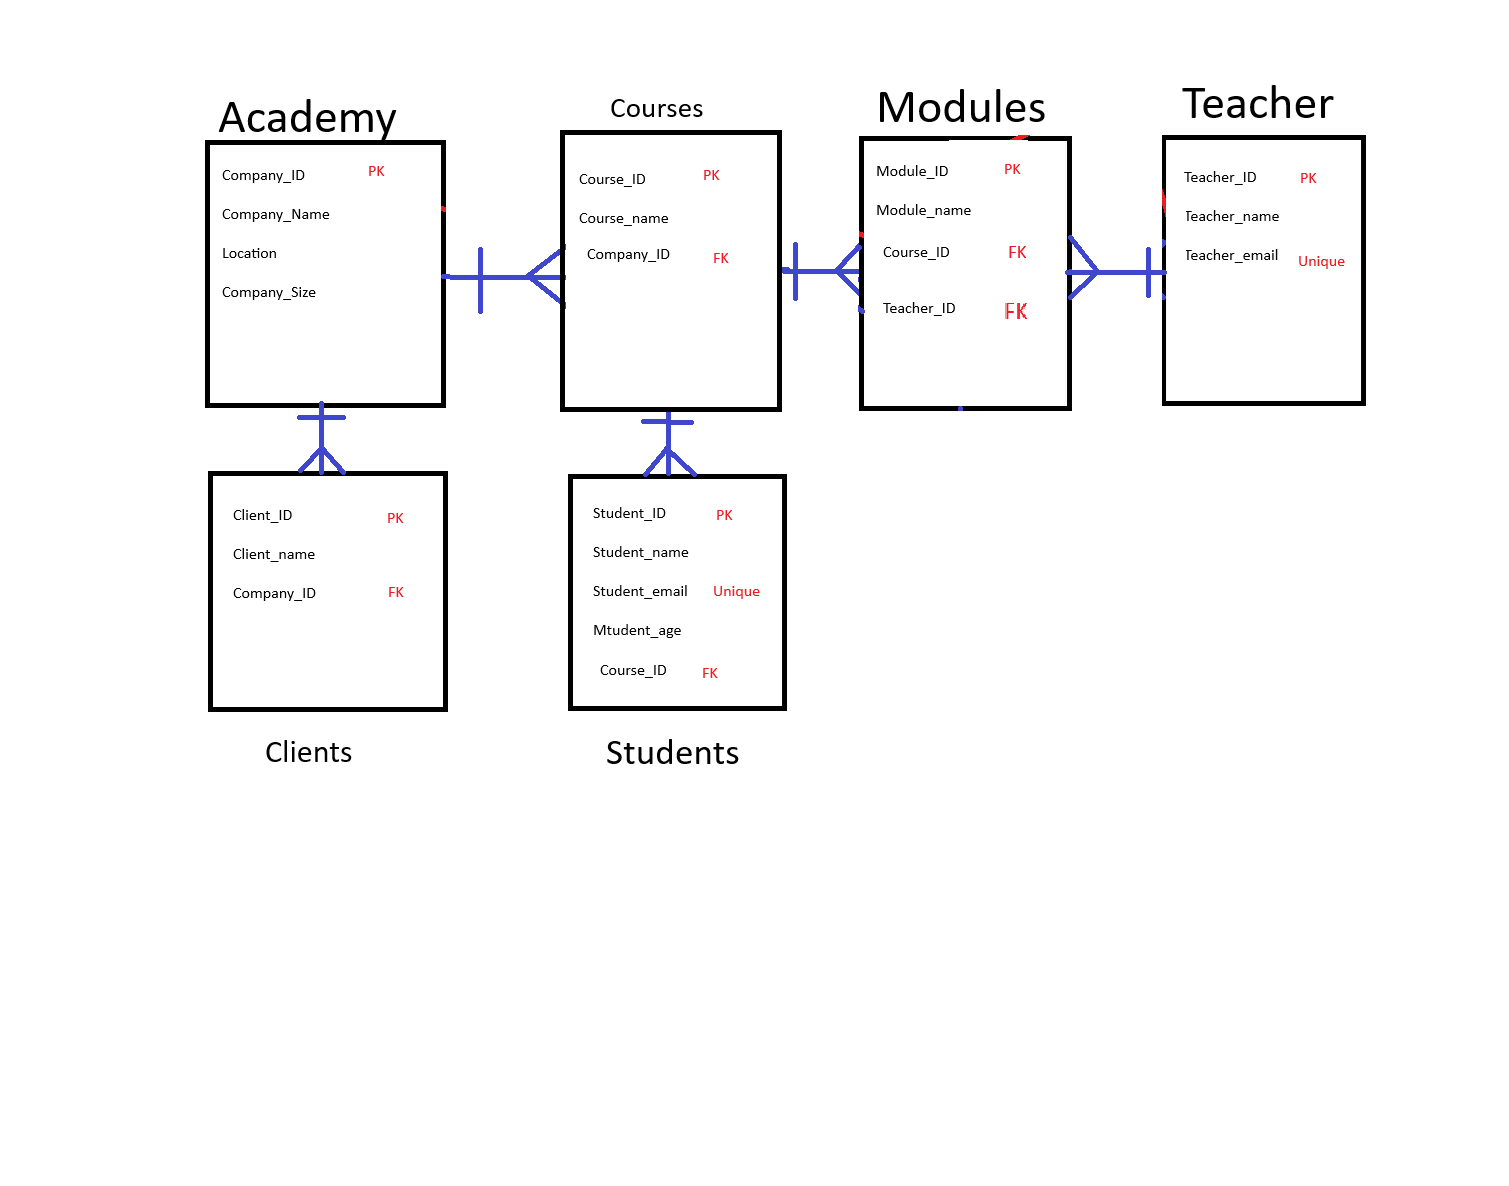 Academy
Company_ID PK
Company_Name
Location
Company_Size
Courses
Course_ID PK
Course_name
Company_ID FK
Modules
Module_ID PK
Module_name
Course_ID FK
Teacher_ID FK
Teacher
Teacher_ID PK
Teacher_name
Teacher_email Unique
Client_ID PK
Client_name
Company_ID FK
Clients
Student_ID PK
Student_name
Student_email Unique
Mtudent_age
Course_ID FK
Students